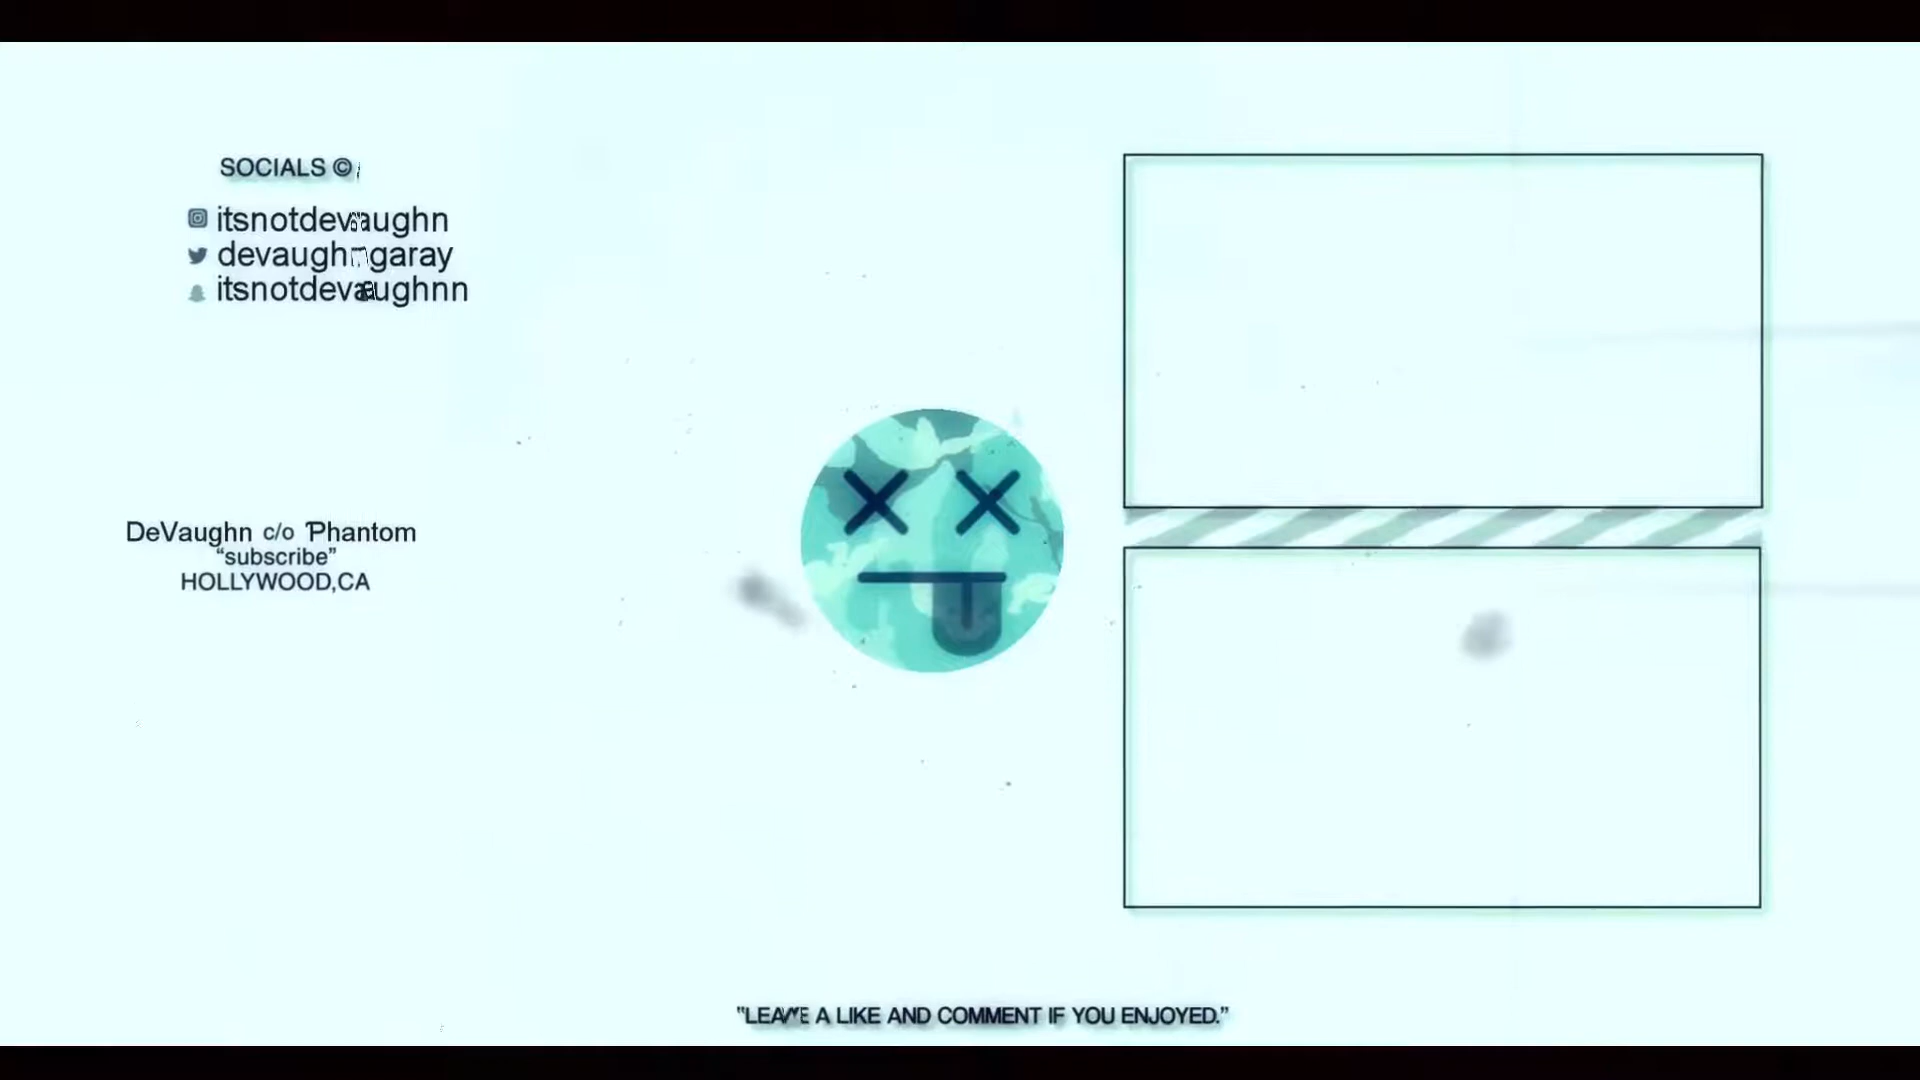 SOCIALS ©
itsnotdevaughn
devaughngaray
itsnotdevaughnn
DeVaughn c/o Phantom
“subscribe”
HOLLYWOOD,CA
"LEAVE A LIKE AND COMMENT IF YOU ENJOYED."